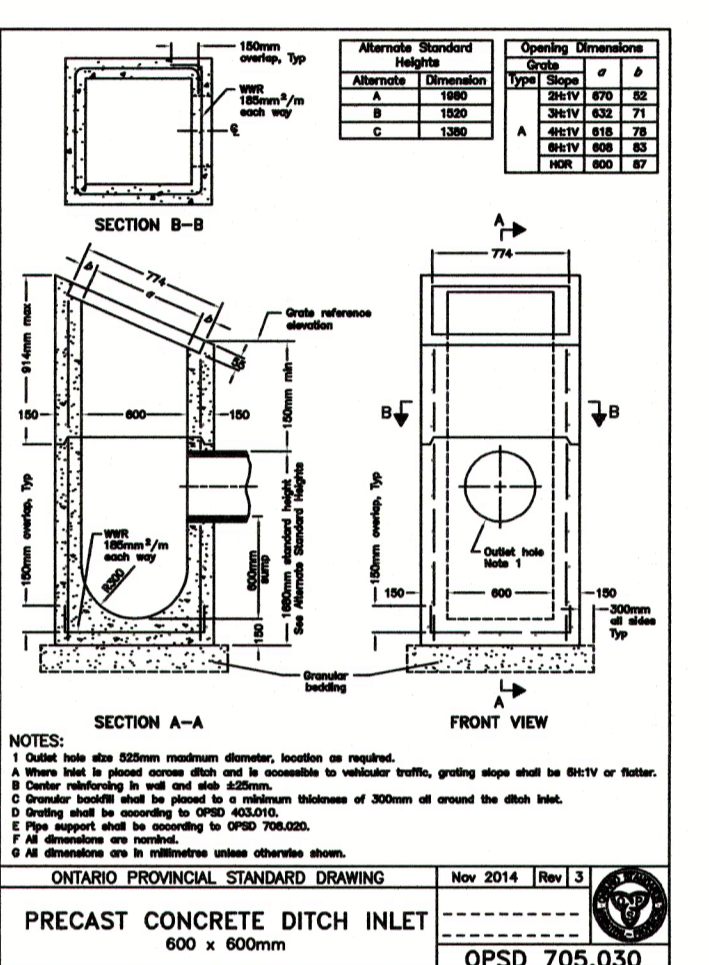 150mm
overlap, Typ
WWR
185mm²/m
each way
SECTION B-B
Alternate Standard
Heights
Alternate Dimension
A 1980
B 1520
C 1380
Opening Dimensions
Grate a b
Type Slope
A
2H:1V 670 52
3H:1V 632 71
4H:1V 618 78
6H:1V 608 83
HOR 600 87
774
b a b
Grate reference
elevation
914mm max
150 600 150
150mm min
150mm overlap, Typ
WWR
185mm²/m
each way
R300
600mm
sump
150
1680mm standard height
See Alternate Standard Heights
Granular
bedding
SECTION A-A
A
774
B B
150mm overlap, Typ
Outlet hole
Note 1
150 600 150
300mm
all sides
Typ
A
FRONT VIEW
NOTES:
1 Outlet hole size 525mm maximum diameter, location as required.
A Where inlet is placed across ditch and is accessible to vehicular traffic, grating slope shall be 6H:1V or flatter.
B Center reinforcing in wall and slab ±25mm.
C Granular backfill shall be placed to a minimum thickness of 300mm all around the ditch inlet.
D Grating shall be according to OPSD 403.010.
E Pipe support shall be according to OPSD 708.020.
F All dimensions are nominal.
G All dimensions are in millimetres unless otherwise shown.
ONTARIO PROVINCIAL STANDARD DRAWING
Nov 2014 Rev 3
PRECAST CONCRETE DITCH INLET
600 x 600mm
OPSD 705.030